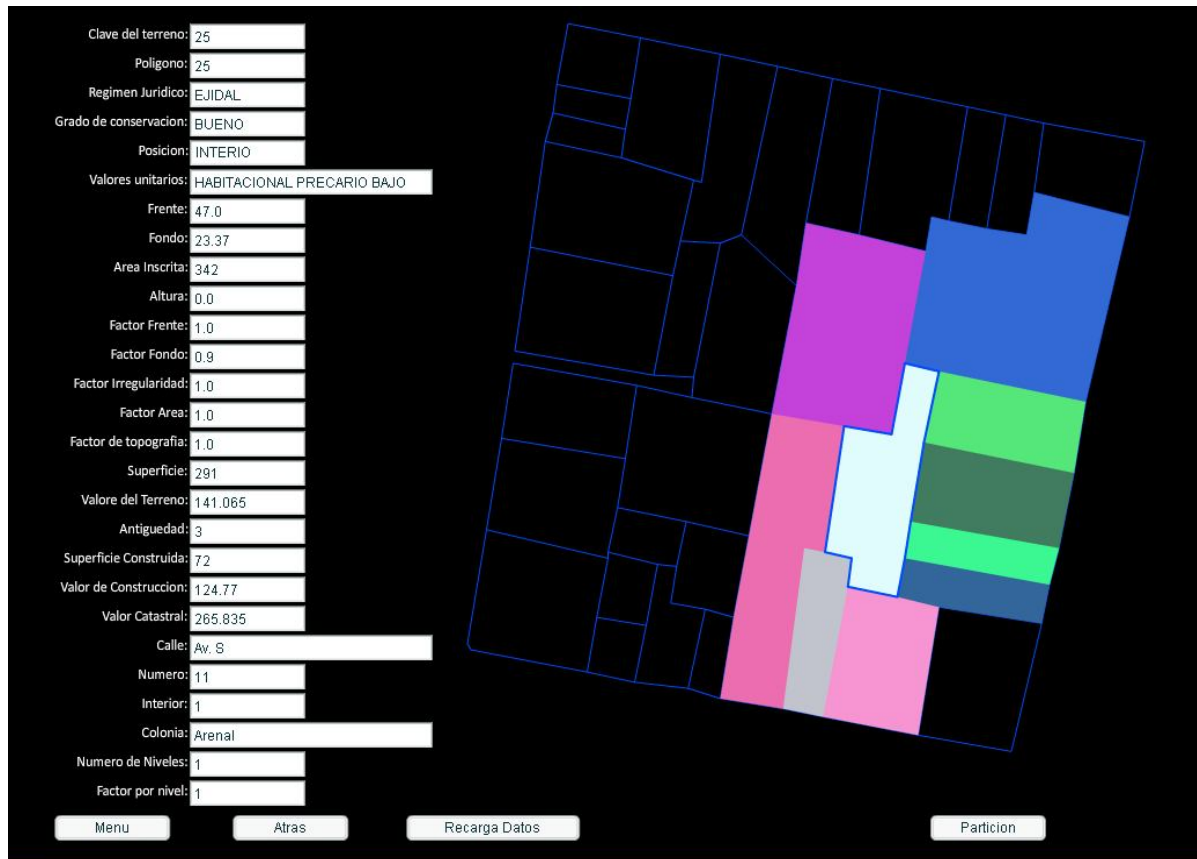 Clave del terreno: 25
Poligono: 25
Regimen Juridico: EJIDAL
Grado de conservacion: BUENO
Posicion: INTERIO
Valores unitarios: HABITACIONAL PRECARIO BAJO
Frente: 47.0
Fondo: 23.37
Area Inscrita: 342
Altura: 0.0
Factor Frente: 1.0
Factor Fondo: 0.9
Factor Irregularidad: 1.0
Factor Area: 1.0
Factor de topografia: 1.0
Superficie: 291
Valore del Terreno: 141.065
Antiguedad: 3
Superficie Construida: 72
Valor de Construccion: 124.77
Valor Catastral: 265.835
Calle: Av. S
Numero: 11
Interior: 1
Colonia: Arenal
Numero de Niveles: 1
Factor por nivel: 1
Menu Atras Recarga Datos Particion